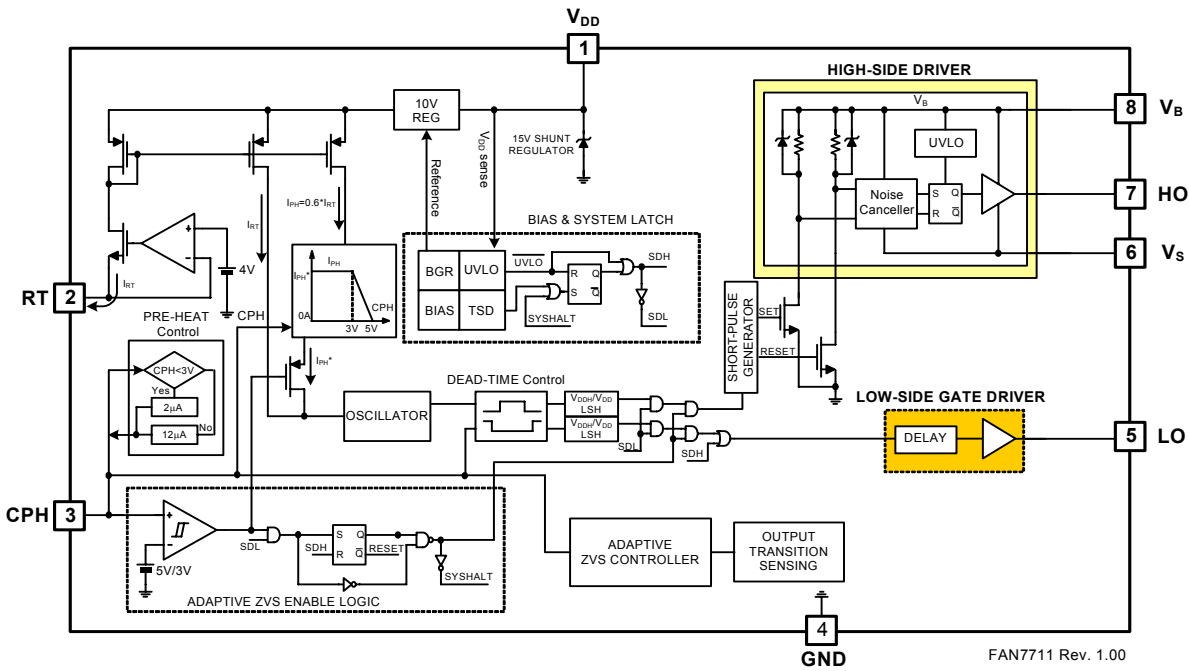 VDD
1
HIGH-SIDE DRIVER
10V
REG
VDD sense
15V SHUNT
REGULATOR
Reference
VB
8
VB
UVLO
Noise
Canceller
S
Q
R
Q̅
7
HO
6
VS
IPH=0.6*IRT
IRT
4V
IRT
RT
2
IPH*
IPH
0A
3V
5V
CPH
BIAS & SYSTEM LATCH
BGR
UVLO
BIAS
TSD
U̅V̅L̅O̅
R
Q
S
Q̅
SYSHALT
SDH
SDL
PRE-HEAT
Control
CPH
CPH<3V
Yes
2µA
12µA
No
IPH*
SHORT-PULSE
GENERATOR
SET
RESET
OSCILLATOR
DEAD-TIME Control
VDDH/VDD
LSH
VDDH/VDD
LSH
SDL
SDH
LOW-SIDE GATE DRIVER
DELAY
5
LO
CPH
3
5V/3V
SDL
SDH
S
Q
R
Q̅
RESET
SYSHALT
ADAPTIVE ZVS ENABLE LOGIC
ADAPTIVE
ZVS CONTROLLER
OUTPUT
TRANSITION
SENSING
4
GND
FAN7711 Rev. 1.00